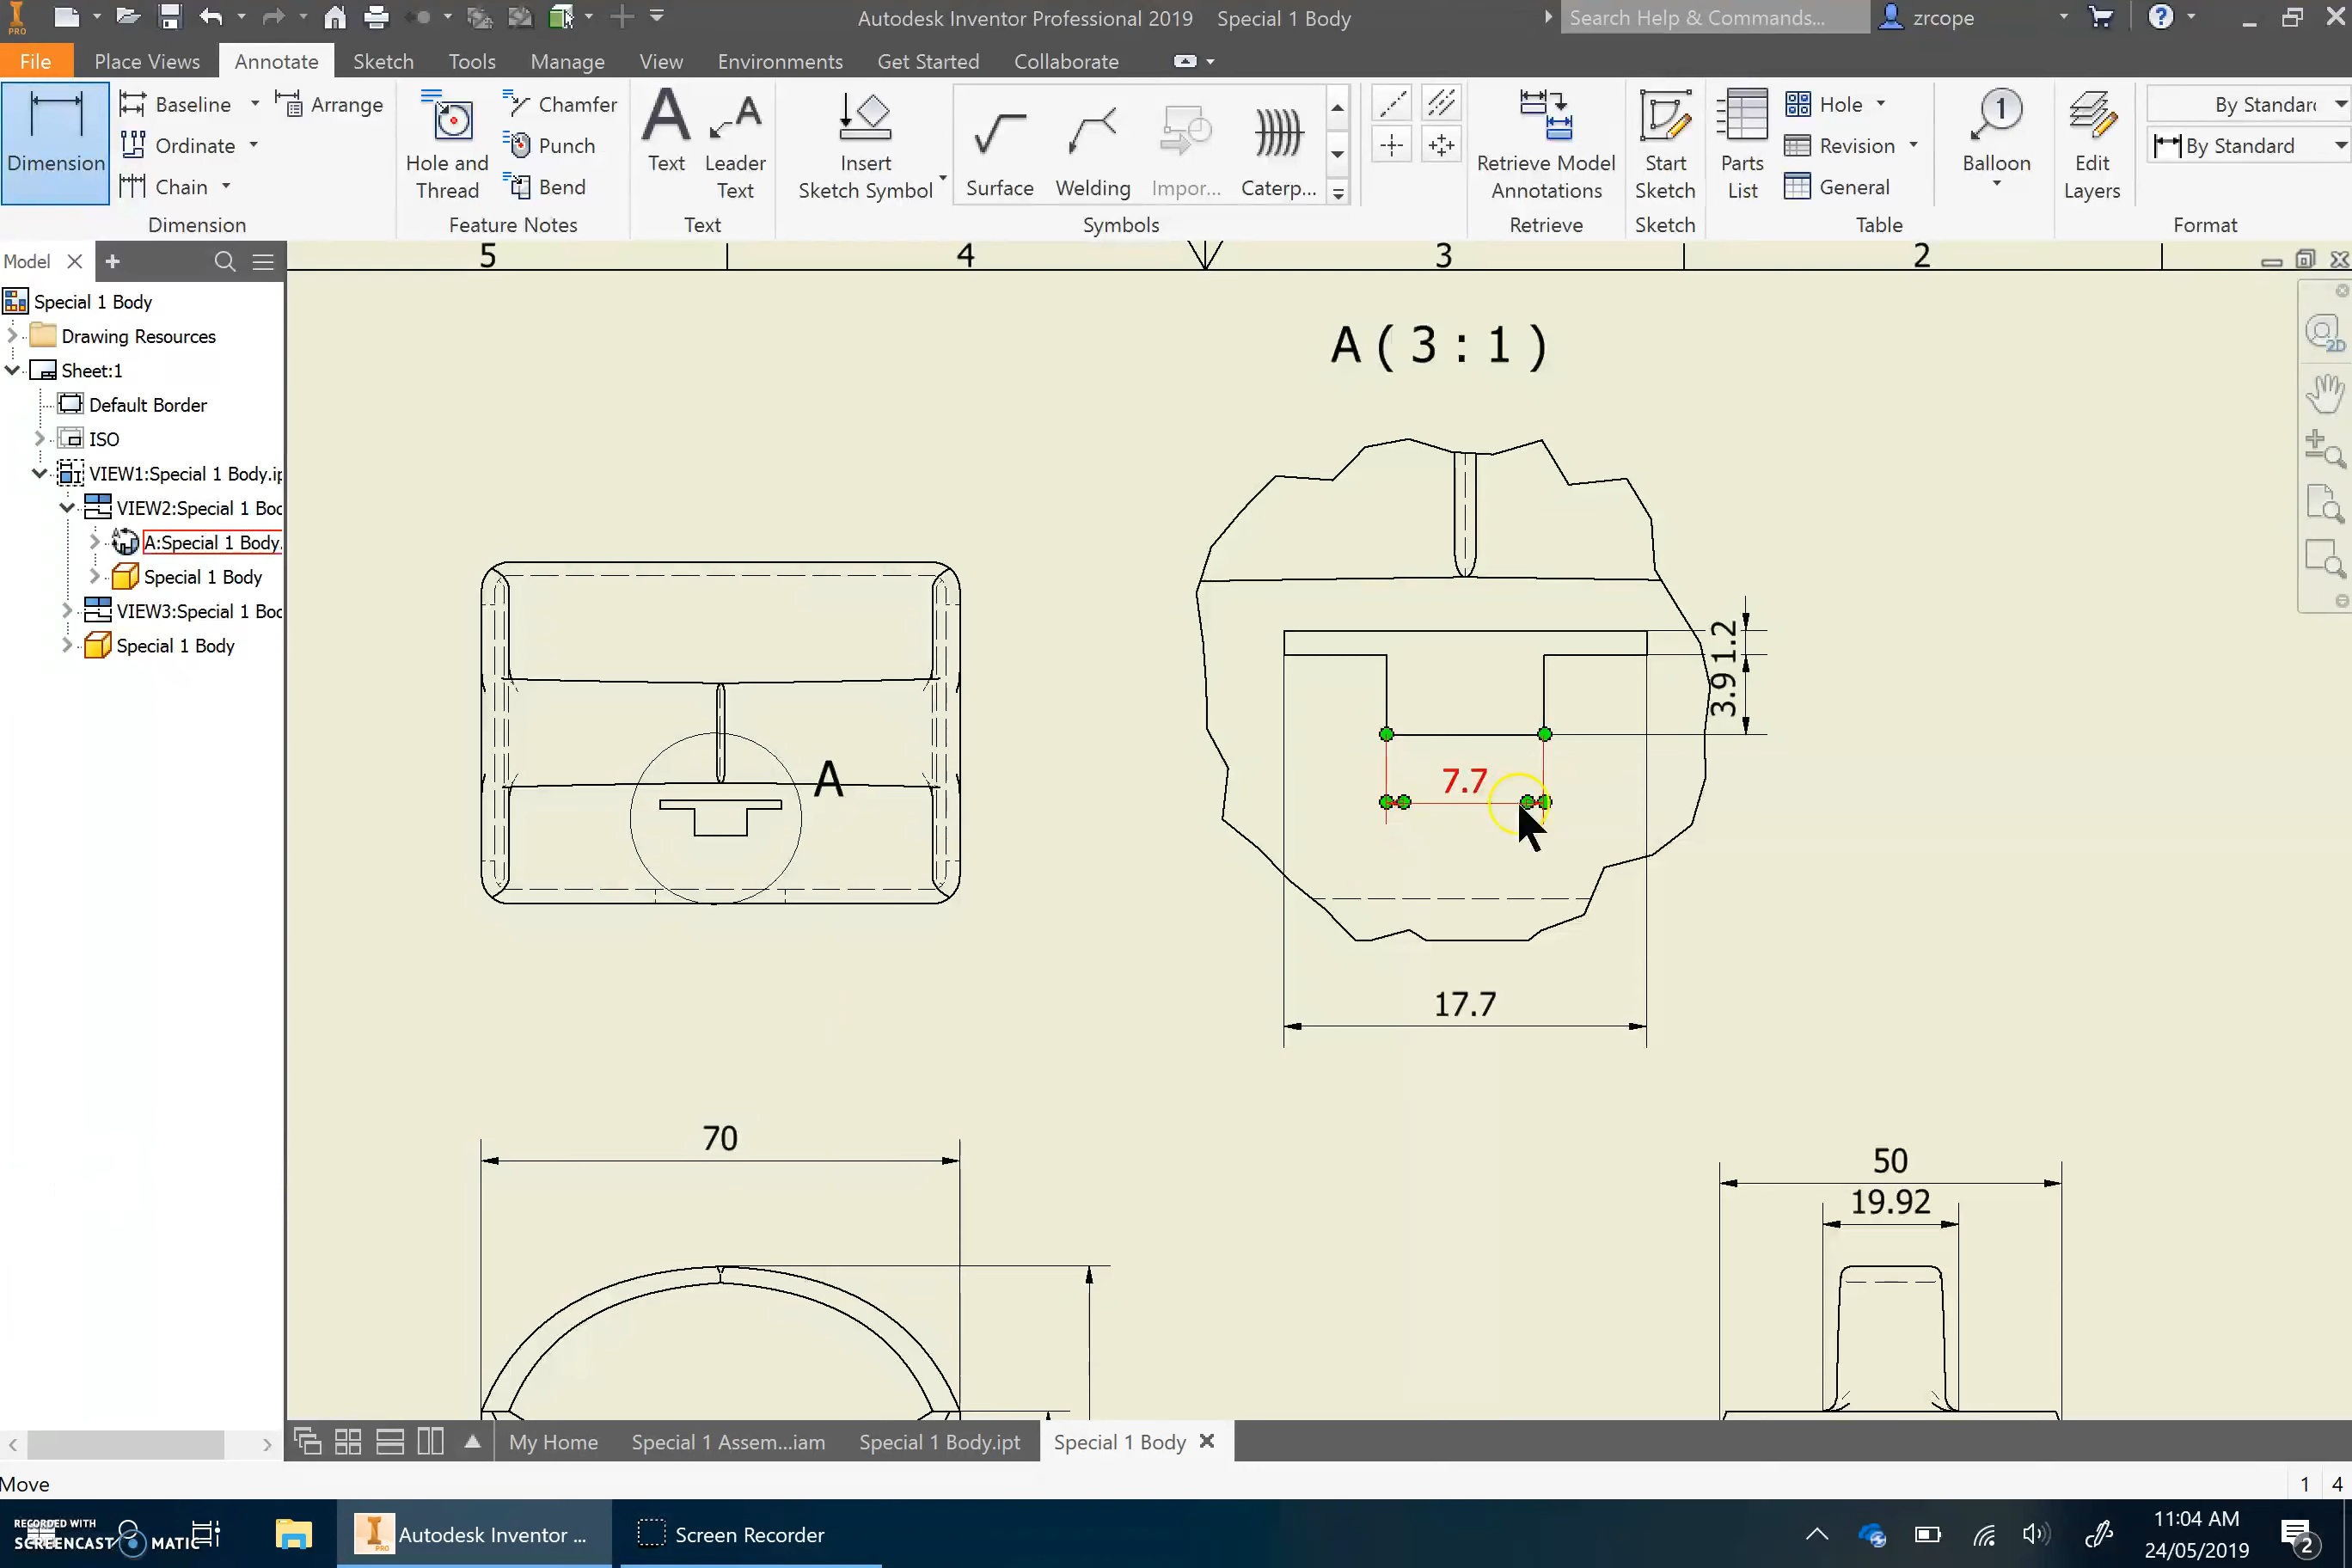 Autodesk Inventor Professional 2019 Special 1 Body
Search Help & Commands...
zrcope
PRO
File Place Views Annotate Sketch Tools Manage View Environments Get Started Collaborate
Dimension
Baseline
Arrange
Ordinate
Chain
Dimension
Hole and
Thread
Chamfer
Punch
Bend
Feature Notes
Text
Leader
Text
Text
Insert
Sketch Symbol
Surface
Welding
Impor...
Caterp...
Symbols
Retrieve Model
Annotations
Retrieve
Start
Sketch
Sketch
Parts
List
Hole
Revision
General
Table
Balloon
Edit
Layers
By Standar
By Standard
Format
Model
Special 1 Body
Drawing Resources
Sheet:1
Default Border
ISO
VIEW1:Special 1 Body.ip
VIEW2:Special 1 Boc
A:Special 1 Body.
Special 1 Body
VIEW3:Special 1 Boc
Special 1 Body
5 4 3 2
2D
A ( 3 : 1 )
A
1.2
3.9
7.7
17.7
70
50
19.92
My Home Special 1 Assem...iam Special 1 Body.ipt Special 1 Body
Move
1 4
RECORDED WITH
SCREENCAST MATIC
Autodesk Inventor ...
Screen Recorder
11:04 AM
24/05/2019
2